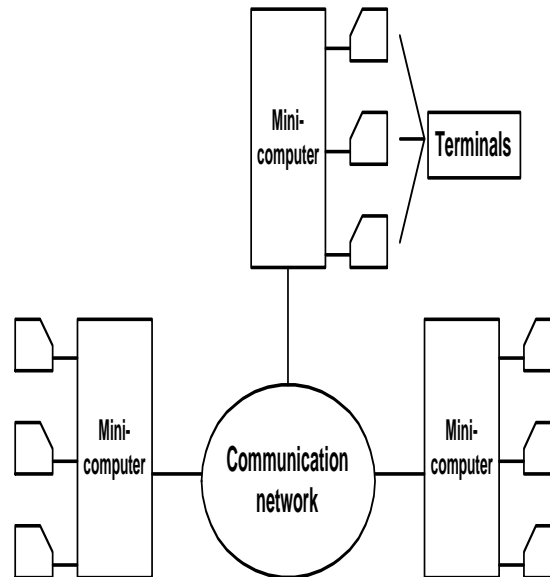 Mini-
computer
Terminals
Mini-
computer
Communication
network
Mini-
computer